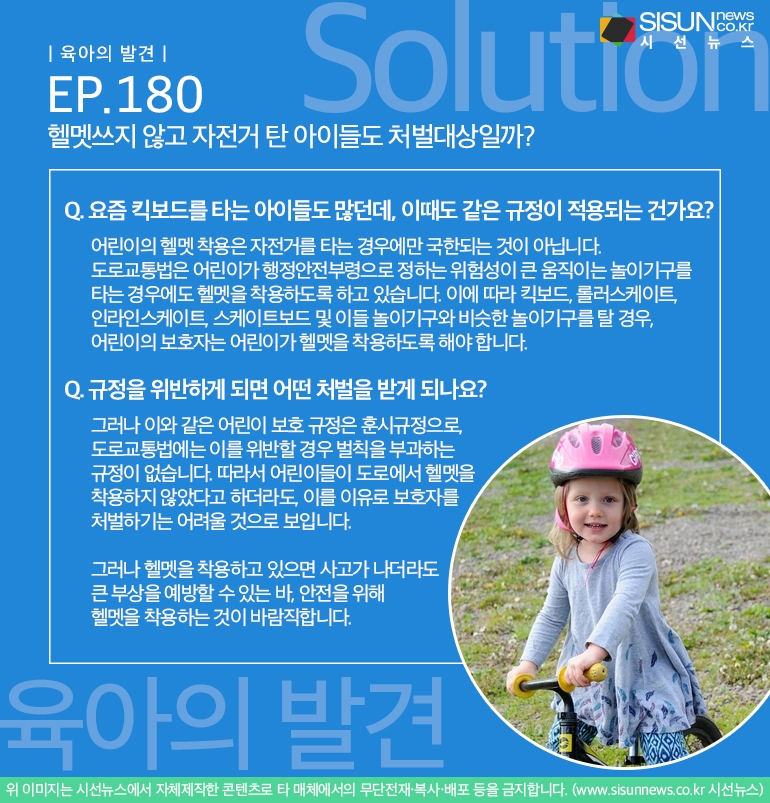 Solution
SISUN news
co.kr
시선뉴스
| 육아의 발견 |
EP.180
헬멧쓰지 않고 자전거 탄 아이들도 처벌대상일까?
Q. 요즘 킥보드를 타는 아이들도 많던데, 이때도 같은 규정이 적용되는 건가요?
어린이의 헬멧 착용은 자전거를 타는 경우에만 국한되는 것이 아닙니다.
도로교통법은 어린이가 행정안전부령으로 정하는 위험성이 큰 움직이는 놀이기구를
타는 경우에도 헬멧을 착용하도록 하고 있습니다. 이에 따라 킥보드, 롤러스케이트,
인라인스케이트, 스케이트보드 및 이들 놀이기구와 비슷한 놀이기구를 탈 경우,
어린이의 보호자는 어린이가 헬멧을 착용하도록 해야 합니다.
Q. 규정을 위반하게 되면 어떤 처벌을 받게 되나요?
그러나 이와 같은 어린이 보호 규정은 훈시규정으로,
도로교통법에는 이를 위반할 경우 벌칙을 부과하는
규정이 없습니다. 따라서 어린이들이 도로에서 헬멧을
착용하지 않았다고 하더라도, 이를 이유로 보호자를
처벌하기는 어려울 것으로 보입니다.
그러나 헬멧을 착용하고 있으면 사고가 나더라도
큰 부상을 예방할 수 있는 바, 안전을 위해
헬멧을 착용하는 것이 바람직합니다.
육아의 발견
위 이미지는 시선뉴스에서 자체제작한 콘텐츠로 타 매체에서의 무단전재·복사·배포 등을 금지합니다. (www.sisunnews.co.kr 시선뉴스)